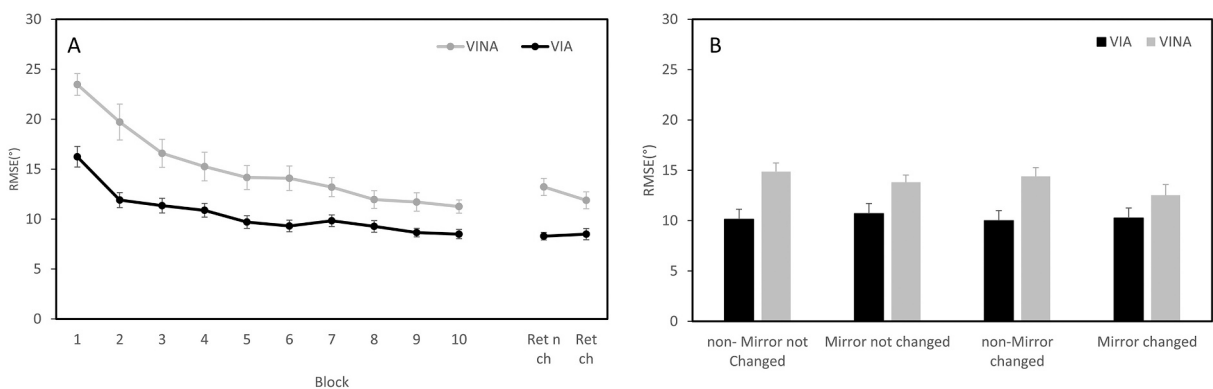 A
VINA VIA
RMSE(°)
30
25
20
15
10
5
0
1 2 3 4 5 6 7 8 9 10 Ret n Ret
ch ch
Block
B
VIA VINA
RMSE(°)
30
25
20
15
10
5
0
non- Mirror not Mirror not changed non-Mirror Mirror changed
Changed changed